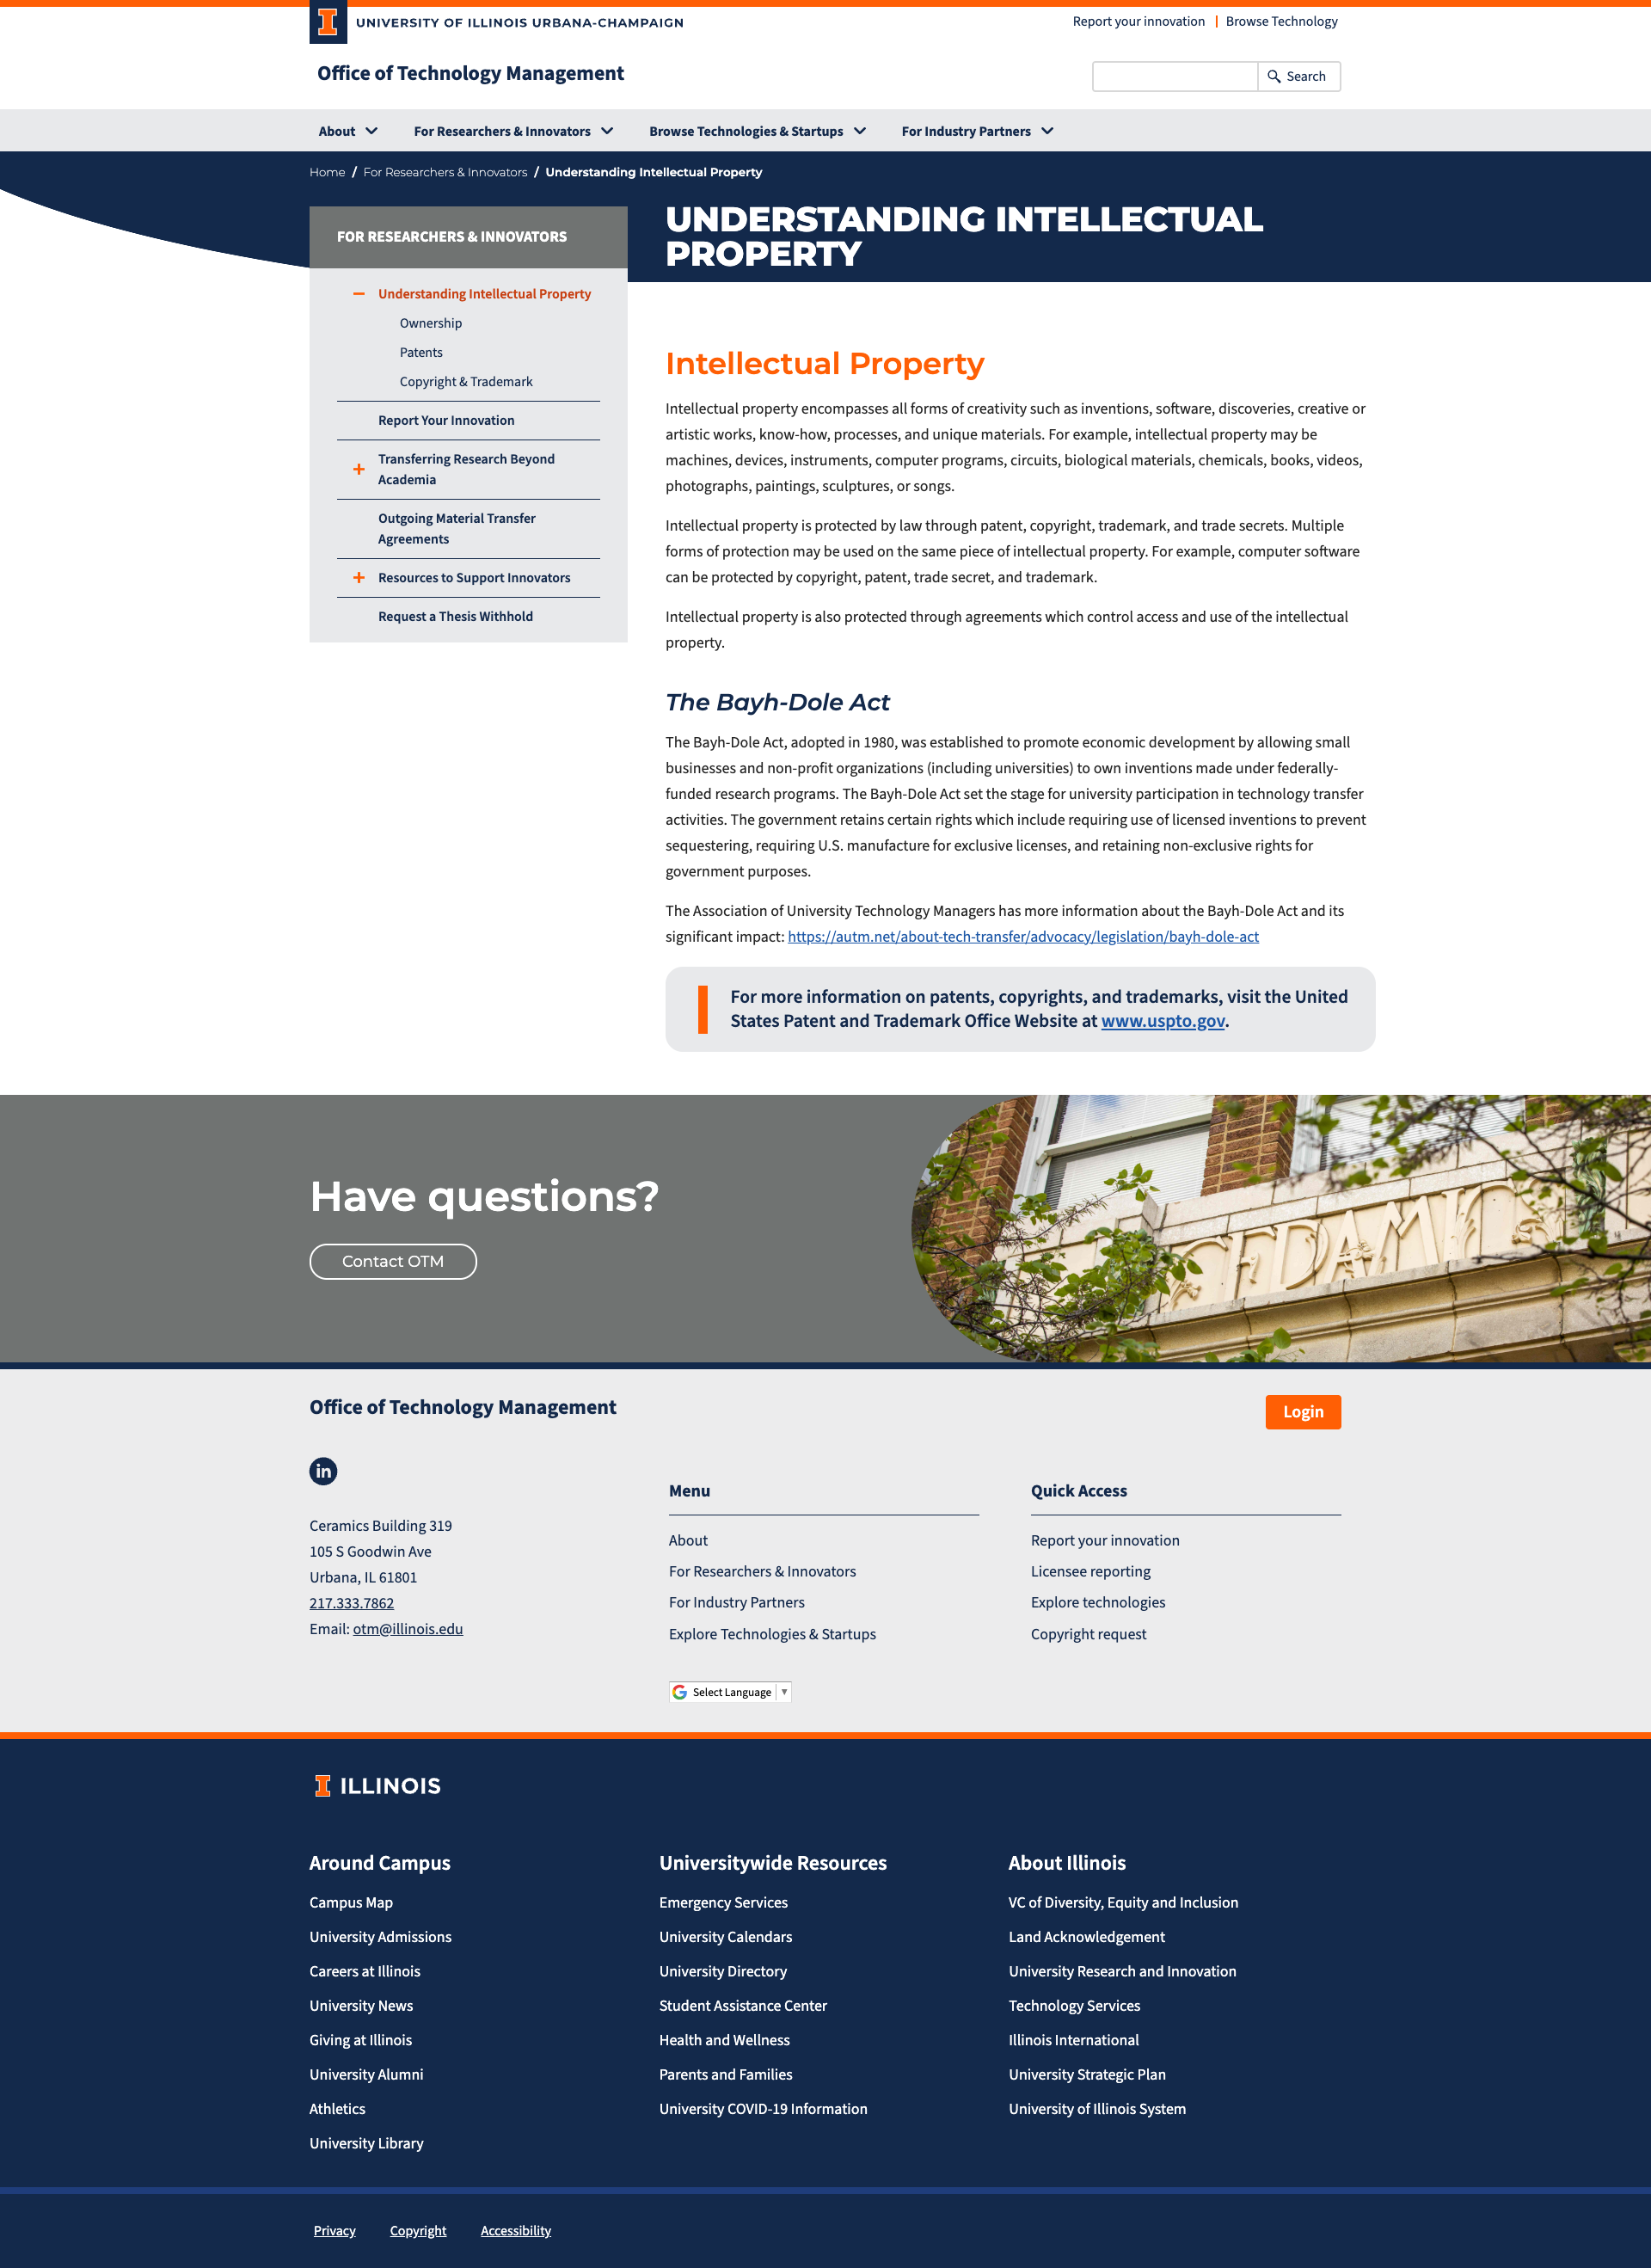 UNIVERSITY OF ILLINOIS URBANA-CHAMPAIGN
Report your innovation
Browse Technology
Office of Technology Management
Search
About
For Researchers & Innovators
Browse Technologies & Startups
For Industry Partners
Home / For Researchers & Innovators / Understanding Intellectual Property
FOR RESEARCHERS & INNOVATORS
Understanding Intellectual Property
Ownership
Patents
Copyright & Trademark
Report Your Innovation
Transferring Research Beyond
Academia
Outgoing Material Transfer
Agreements
Resources to Support Innovators
Request a Thesis Withhold
UNDERSTANDING INTELLECTUAL
PROPERTY
Intellectual Property
Intellectual property encompasses all forms of creativity such as inventions, software, discoveries, creative or
artistic works, know-how, processes, and unique materials. For example, intellectual property may be
machines, devices, instruments, computer programs, circuits, biological materials, chemicals, books, videos,
photographs, paintings, sculptures, or songs.
Intellectual property is protected by law through patent, copyright, trademark, and trade secrets. Multiple
forms of protection may be used on the same piece of intellectual property. For example, computer software
can be protected by copyright, patent, trade secret, and trademark.
Intellectual property is also protected through agreements which control access and use of the intellectual
property.
The Bayh-Dole Act
The Bayh-Dole Act, adopted in 1980, was established to promote economic development by allowing small
businesses and non-profit organizations (including universities) to own inventions made under federally-
funded research programs. The Bayh-Dole Act set the stage for university participation in technology transfer
activities. The government retains certain rights which include requiring use of licensed inventions to prevent
sequestering, requiring U.S. manufacture for exclusive licenses, and retaining non-exclusive rights for
government purposes.
The Association of University Technology Managers has more information about the Bayh-Dole Act and its
significant impact: https://autm.net/about-tech-transfer/advocacy/legislation/bayh-dole-act
For more information on patents, copyrights, and trademarks, visit the United
States Patent and Trademark Office Website at www.uspto.gov.
Have questions?
Contact OTM
Office of Technology Management
Login
in
Ceramics Building 319
105 S Goodwin Ave
Urbana, IL 61801
217.333.7862
Email: otm@illinois.edu
Menu
About
For Researchers & Innovators
For Industry Partners
Explore Technologies & Startups
Quick Access
Report your innovation
Licensee reporting
Explore technologies
Copyright request
G Select Language ▼
ILLINOIS
Around Campus
Campus Map
University Admissions
Careers at Illinois
University News
Giving at Illinois
University Alumni
Athletics
University Library
Universitywide Resources
Emergency Services
University Calendars
University Directory
Student Assistance Center
Health and Wellness
Parents and Families
University COVID-19 Information
About Illinois
VC of Diversity, Equity and Inclusion
Land Acknowledgement
University Research and Innovation
Technology Services
Illinois International
University Strategic Plan
University of Illinois System
Privacy
Copyright
Accessibility